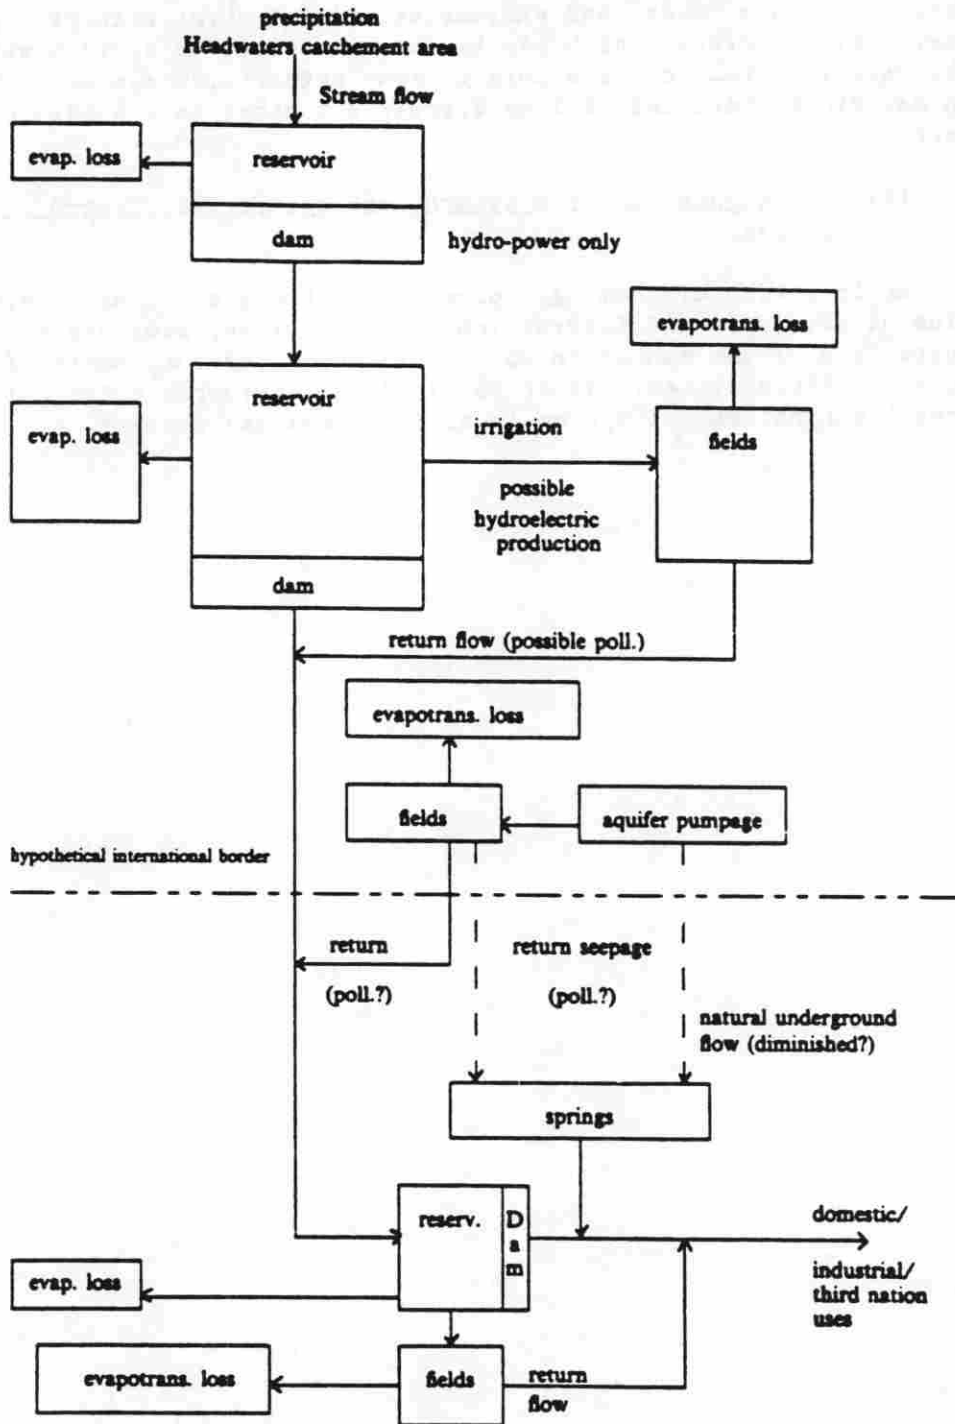 precipitation
Headwaters catchement area
Stream flow
evap. loss
reservoir
dam
hydro-power only
evapotrans. loss
reservoir
evap. loss
irrigation
fields
possible
hydroelectric
production
dam
return flow (possible poll.)
evapotrans. loss
fields
aquifer pumpage
hypothetical international border
return
(poll.?)
return seepage
(poll.?)
natural underground
flow (diminished?)
springs
reserv.
D
a
m
domestic/
industrial/
third nation
uses
evap. loss
evapotrans. loss
fields
return
flow